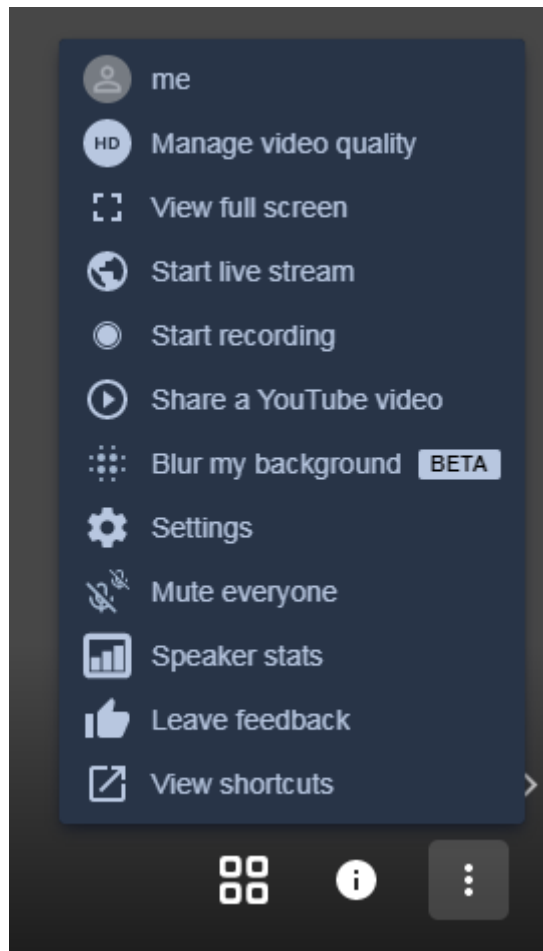 me
HD Manage video quality
View full screen
Start live stream
Start recording
Share a YouTube video
Blur my background BETA
Settings
Mute everyone
Speaker stats
Leave feedback
View shortcuts